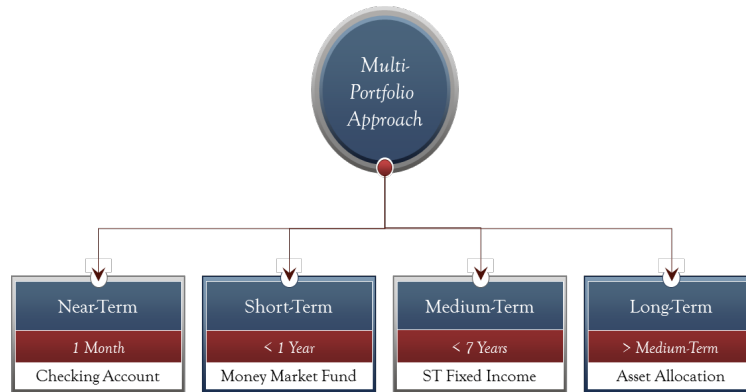 Multi-
Portfolio
Approach
Near-Term
Short-Term
Medium-Term
Long-Term
1 Month
< 1 Year
< 7 Years
> Medium-Term
Checking Account
Money Market Fund
ST Fixed Income
Asset Allocation